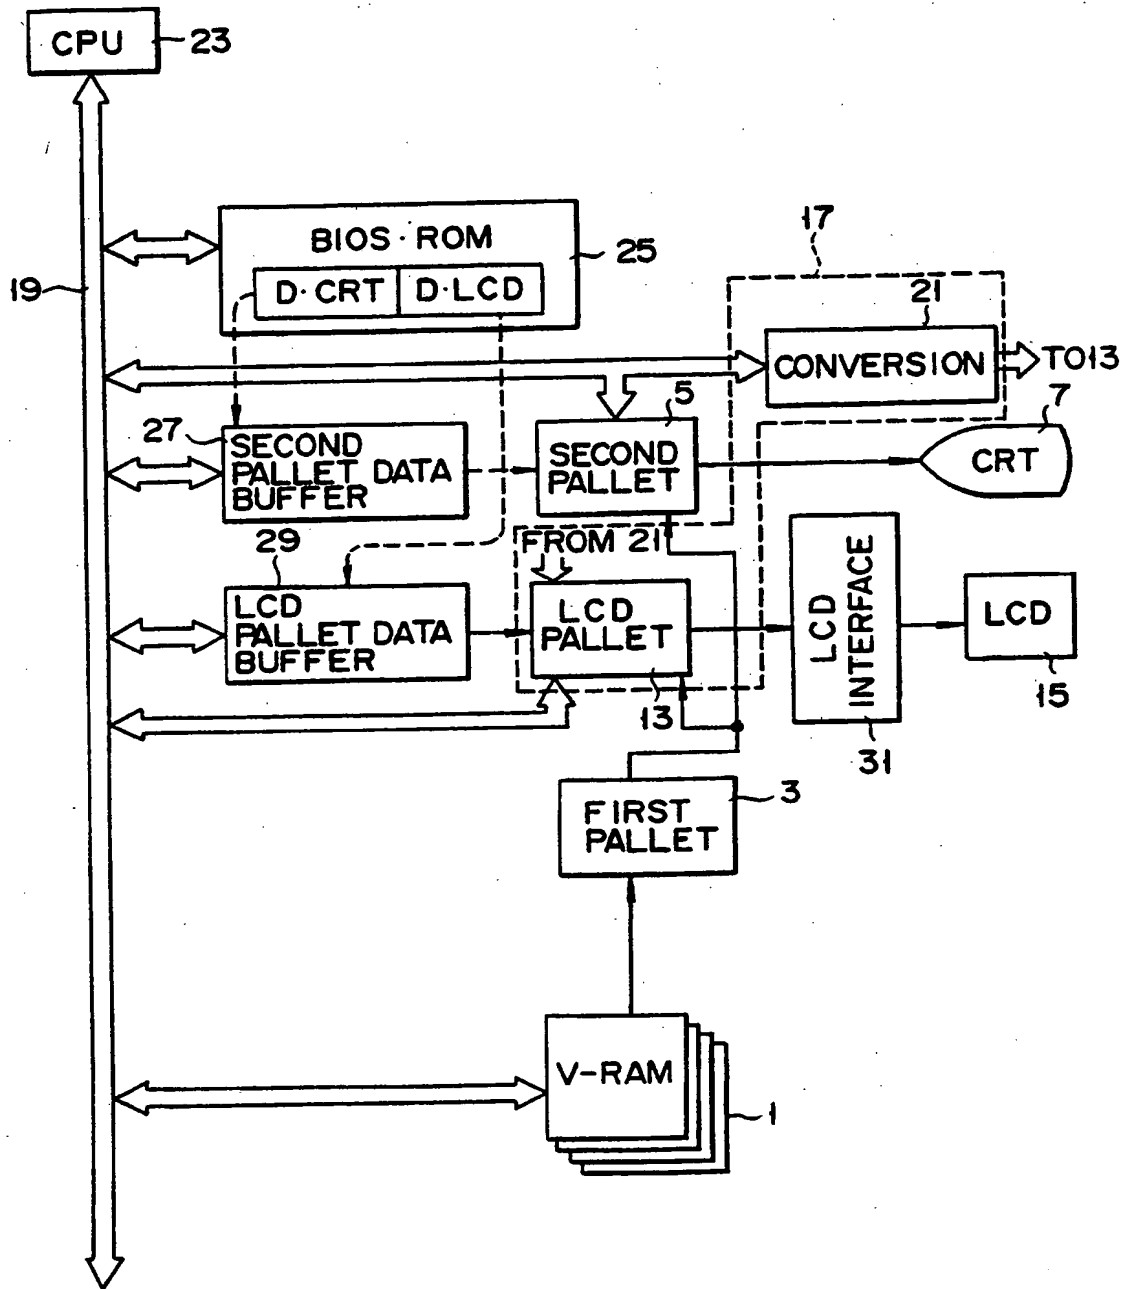 CPU
23
BIOS·ROM
D·CRT
D·LCD
25
17
19
21
CONVERSION
TO13
5
7
27
SECOND
PALLET DATA
BUFFER
SECOND
PALLET
CRT
FROM 21
29
LCD
PALLET DATA
BUFFER
LCD
PALLET
LCD
INTERFACE
LCD
13
15
31
3
FIRST
PALLET
V-RAM
1